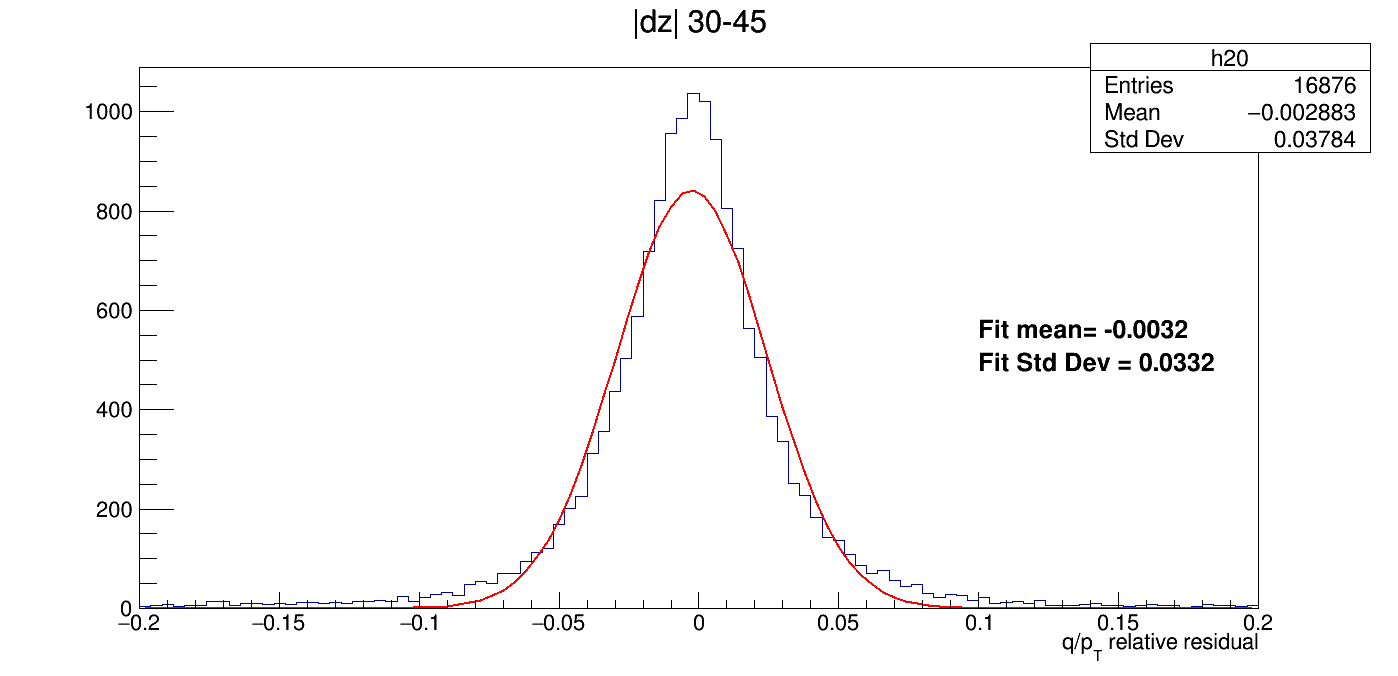 |dz| 30-45
h20
Entries 16876
Mean −0.002883
Std Dev 0.03784
1000
800
600
400
200
0
Fit mean= -0.0032
Fit Std Dev = 0.0332
−0.2 −0.15 −0.1 −0.05 0 0.05 0.1 0.15 0.2
q/p_T relative residual